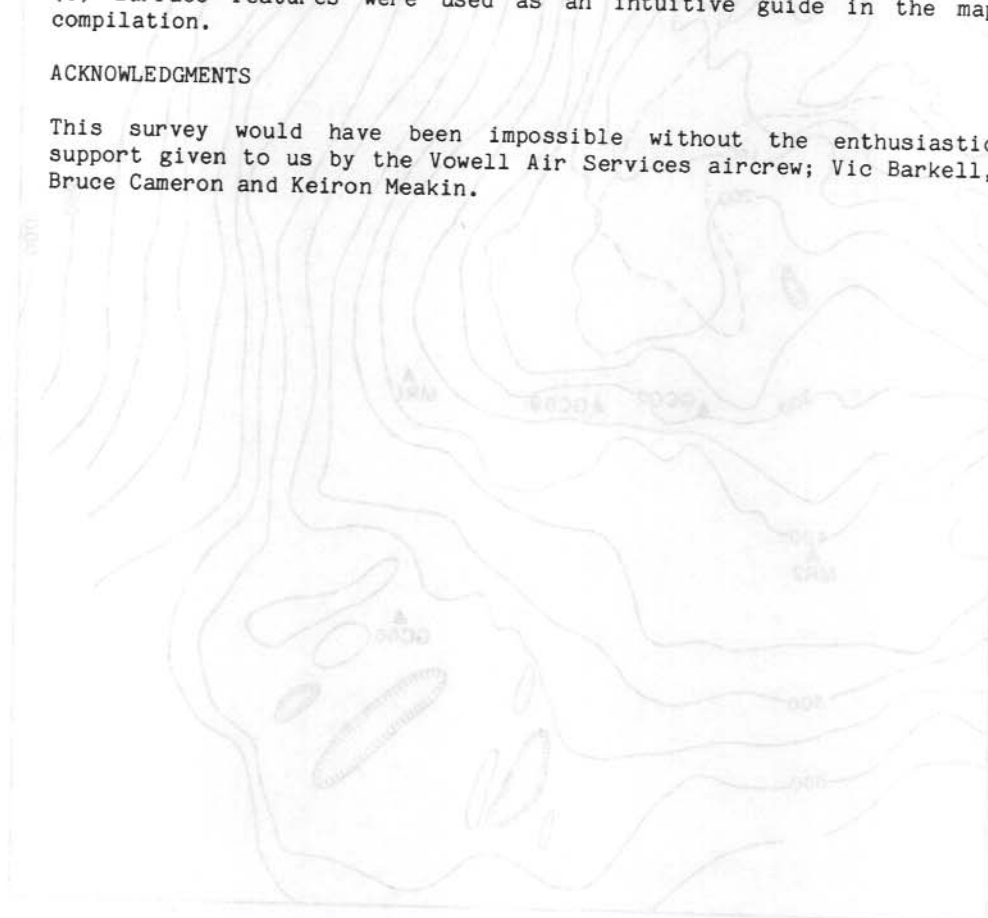 surface features were used as an intuitive guide in the map
compilation.
ACKNOWLEDGMENTS
This survey would have been impossible without the enthusiastic
support given to us by the Vowell Air Services aircrew; Vic Barkell,
Bruce Cameron and Keiron Meakin.